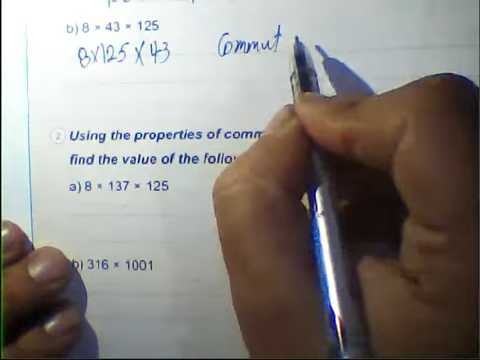 b) 8 × 43 × 125
8×125×43 Commut
2 Using the properties of comm
find the value of the follo
a) 8 × 137 × 125
b) 316 × 1001